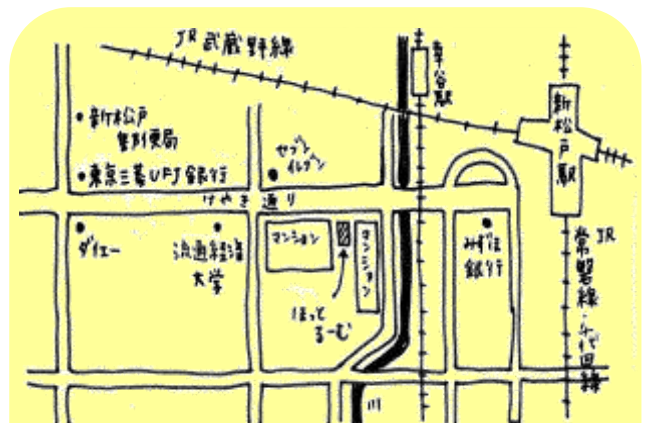 JR武蔵野線
幸谷駅
新松戸駅
新松戸
郵便局
東京三菱UFJ銀行
セブン
イレブン
けやき通り
ダイエー
流通経済
大学
マンション
マンション
ほっと
るーむ
みずほ
銀行
JR
常磐線・千代田線
川